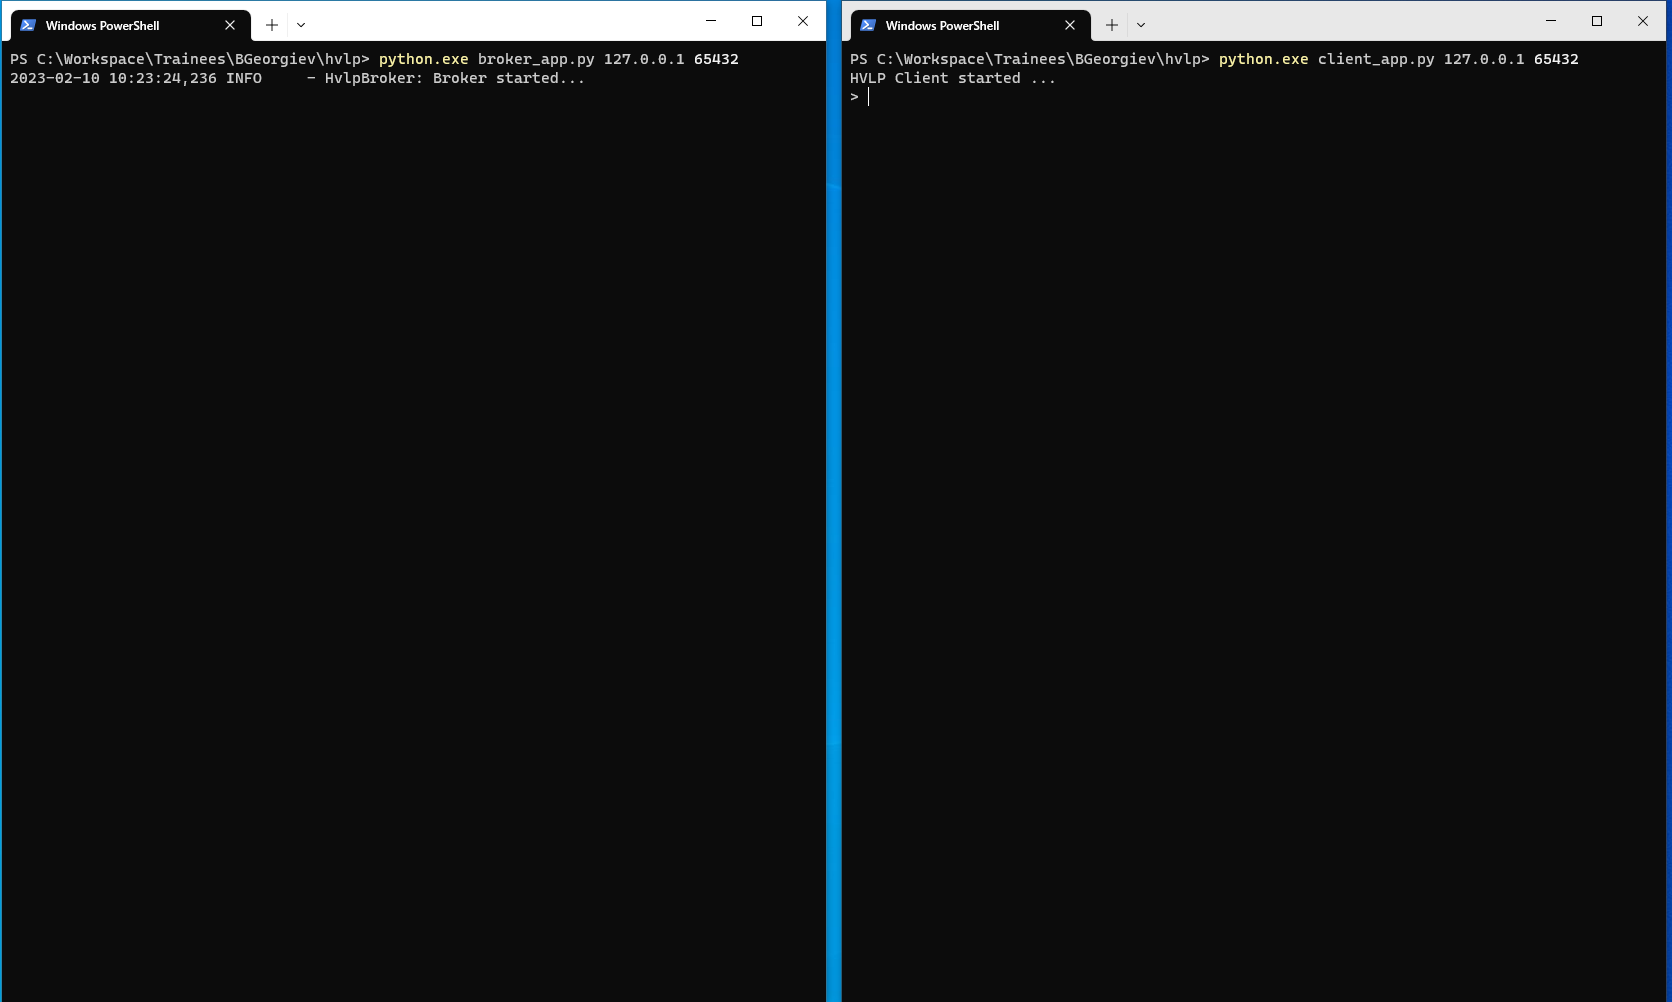 Windows PowerShell
PS C:\Workspace\Trainees\BGeorgiev\hvlp> python.exe broker_app.py 127.0.0.1 65432
2023-02-10 10:23:24,236 INFO     - HvlpBroker: Broker started...
Windows PowerShell
PS C:\Workspace\Trainees\BGeorgiev\hvlp> python.exe client_app.py 127.0.0.1 65432
HVLP Client started ...
>